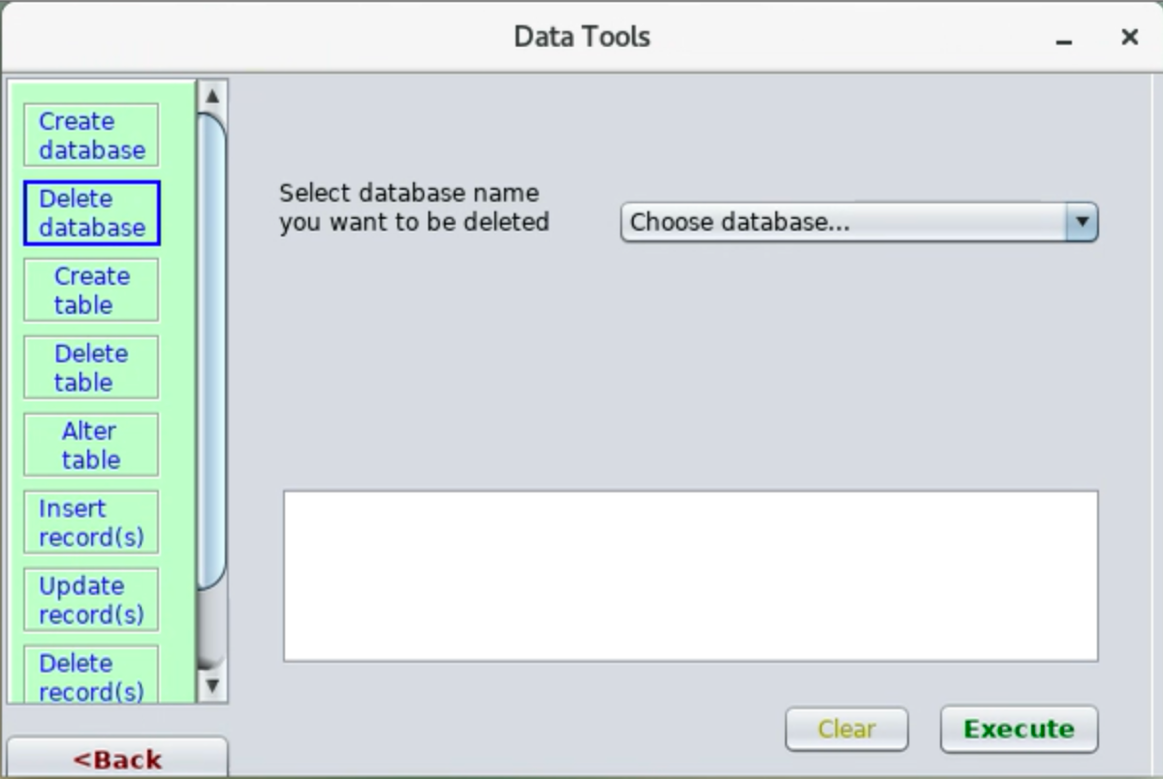 Data Tools
Create
database
Delete
database
Create
table
Delete
table
Alter
table
Insert
record(s)
Update
record(s)
Delete
record(s)
<Back
Select database name
you want to be deleted
Choose database...
Clear
Execute